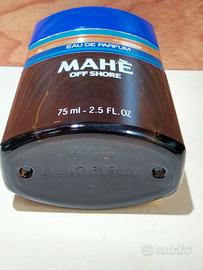 EAU DE PARFUM
MAHÈ
OFF SHORE
75 ml - 2.5 FL.OZ
subito